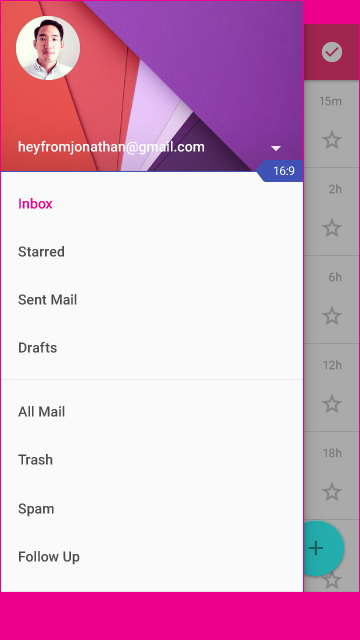 heyfromjonathan@gmail.com
16:9
Inbox
Starred
Sent Mail
Drafts
All Mail
Trash
Spam
Follow Up
15m
2h
6h
12h
18h